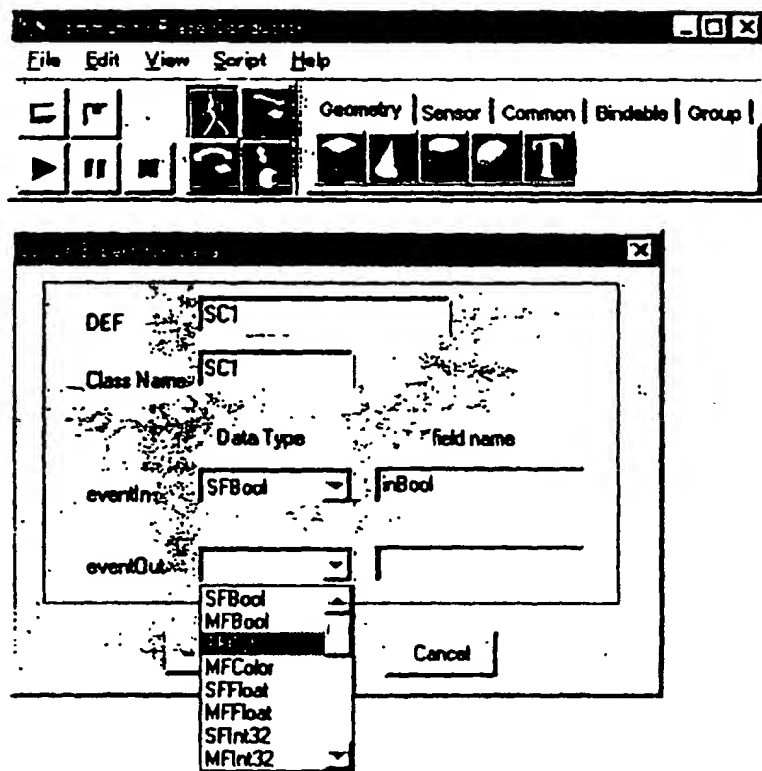 File Edit View Script Help
Geometry Sensor Common Bindable Group
T
DEF SC1
Class Name SC1
Data Type field name
eventIn SFBool inBool
eventOut
SFBool
MFBool
MFColor
SFFloat
MFFloat
SFInt32
MFInt32
Cancel